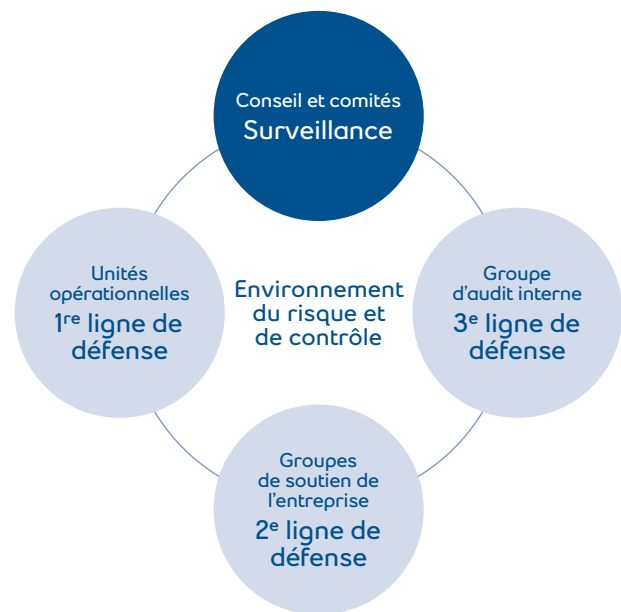 Conseil et comités
Surveillance
Unités
opérationnelles
1re ligne de
défense
Environnement
du risque et
de contrôle
Groupe
d'audit interne
3e ligne de
défense
Groupes
de soutien de
l'entreprise
2e ligne de
défense